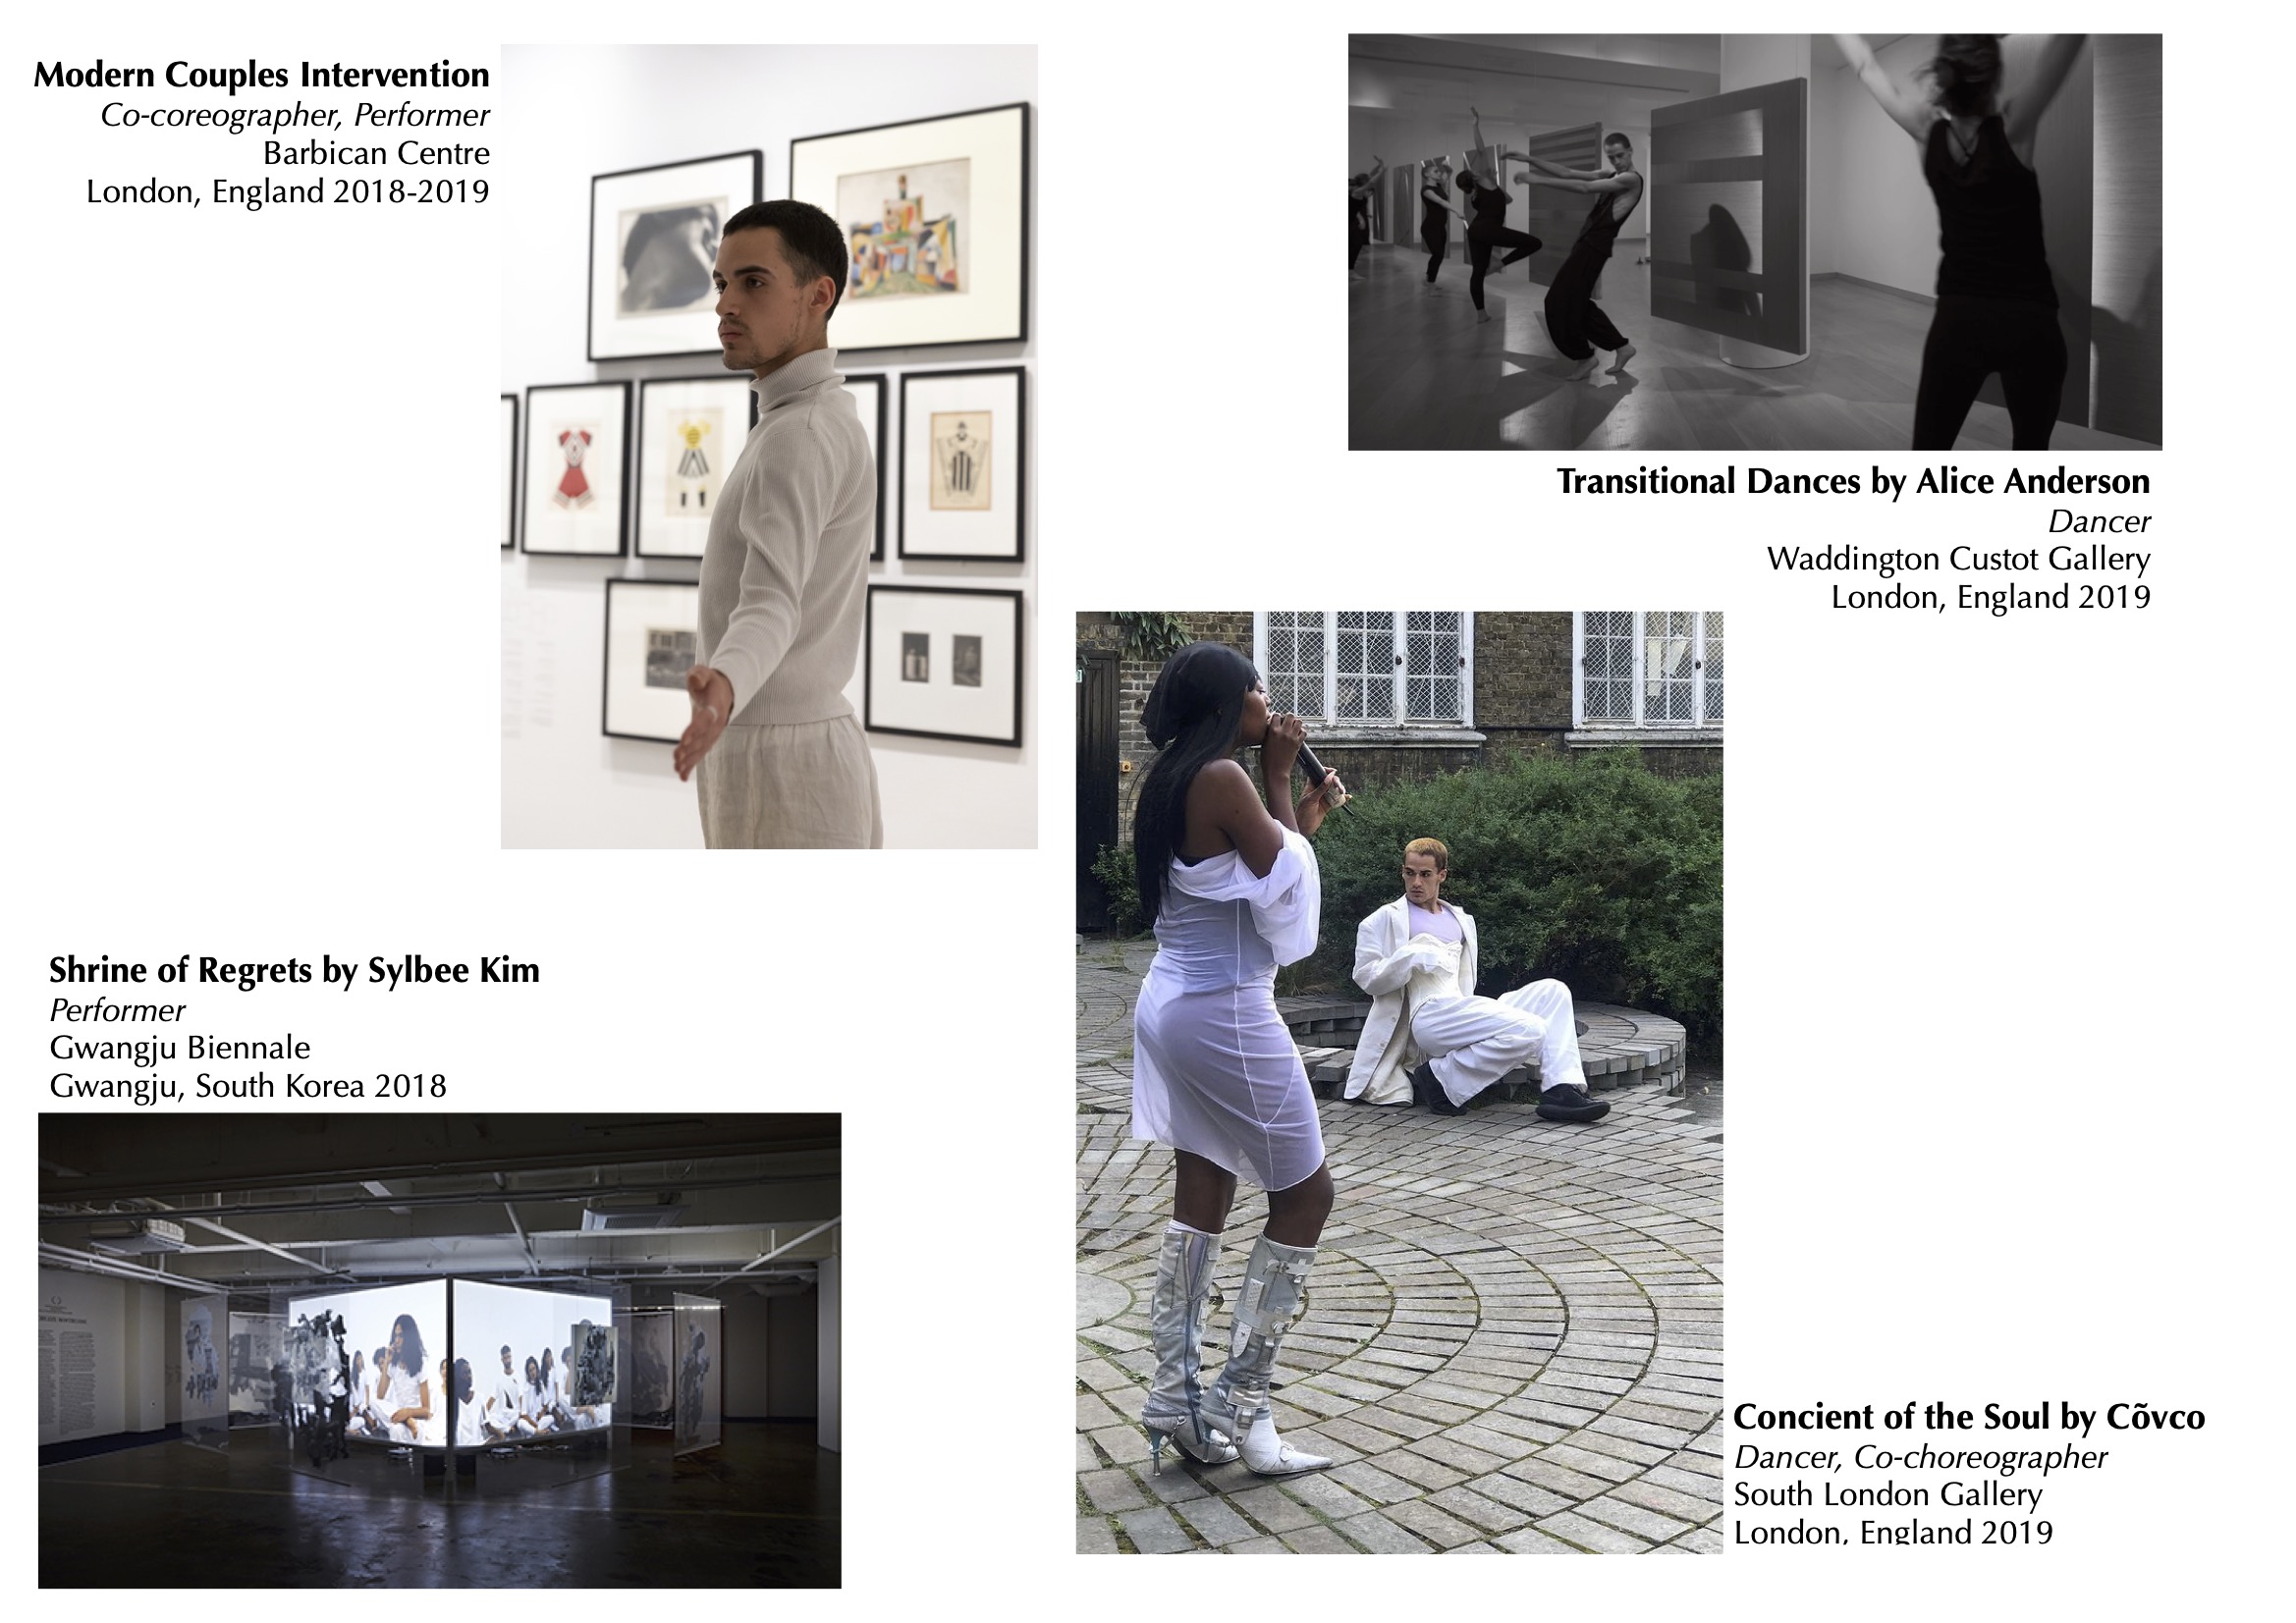 Modern Couples Intervention
Co-coreographer, Performer
Barbican Centre
London, England 2018-2019
Transitional Dances by Alice Anderson
Dancer
Waddington Custot Gallery
London, England 2019
Shrine of Regrets by Sylbee Kim
Performer
Gwangju Biennale
Gwangju, South Korea 2018
Concient of the Soul by Cõvco
Dancer, Co-choreographer
South London Gallery
London, England 2019